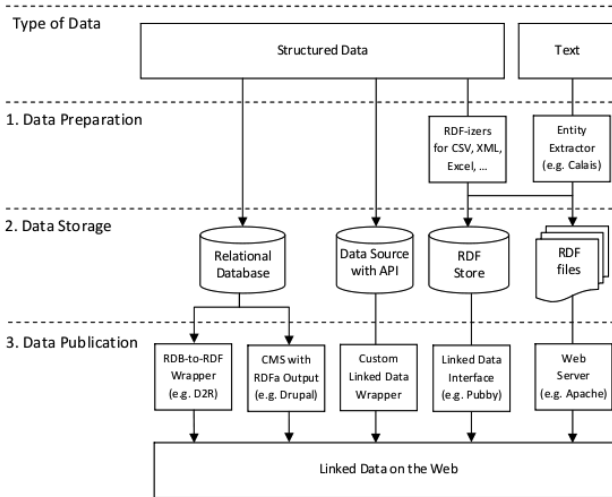 Type of Data
Structured Data
Text
1. Data Preparation
RDF-izers
for CSV, XML,
Excel, ...
Entity
Extractor
(e.g. Calais)
2. Data Storage
Relational
Database
Data Source
with API
RDF
Store
RDF
files
3. Data Publication
RDB-to-RDF
Wrapper
(e.g. D2R)
CMS with
RDFa Output
(e.g. Drupal)
Custom
Linked Data
Wrapper
Linked Data
Interface
(e.g. Pubby)
Web
Server
(e.g. Apache)
Linked Data on the Web